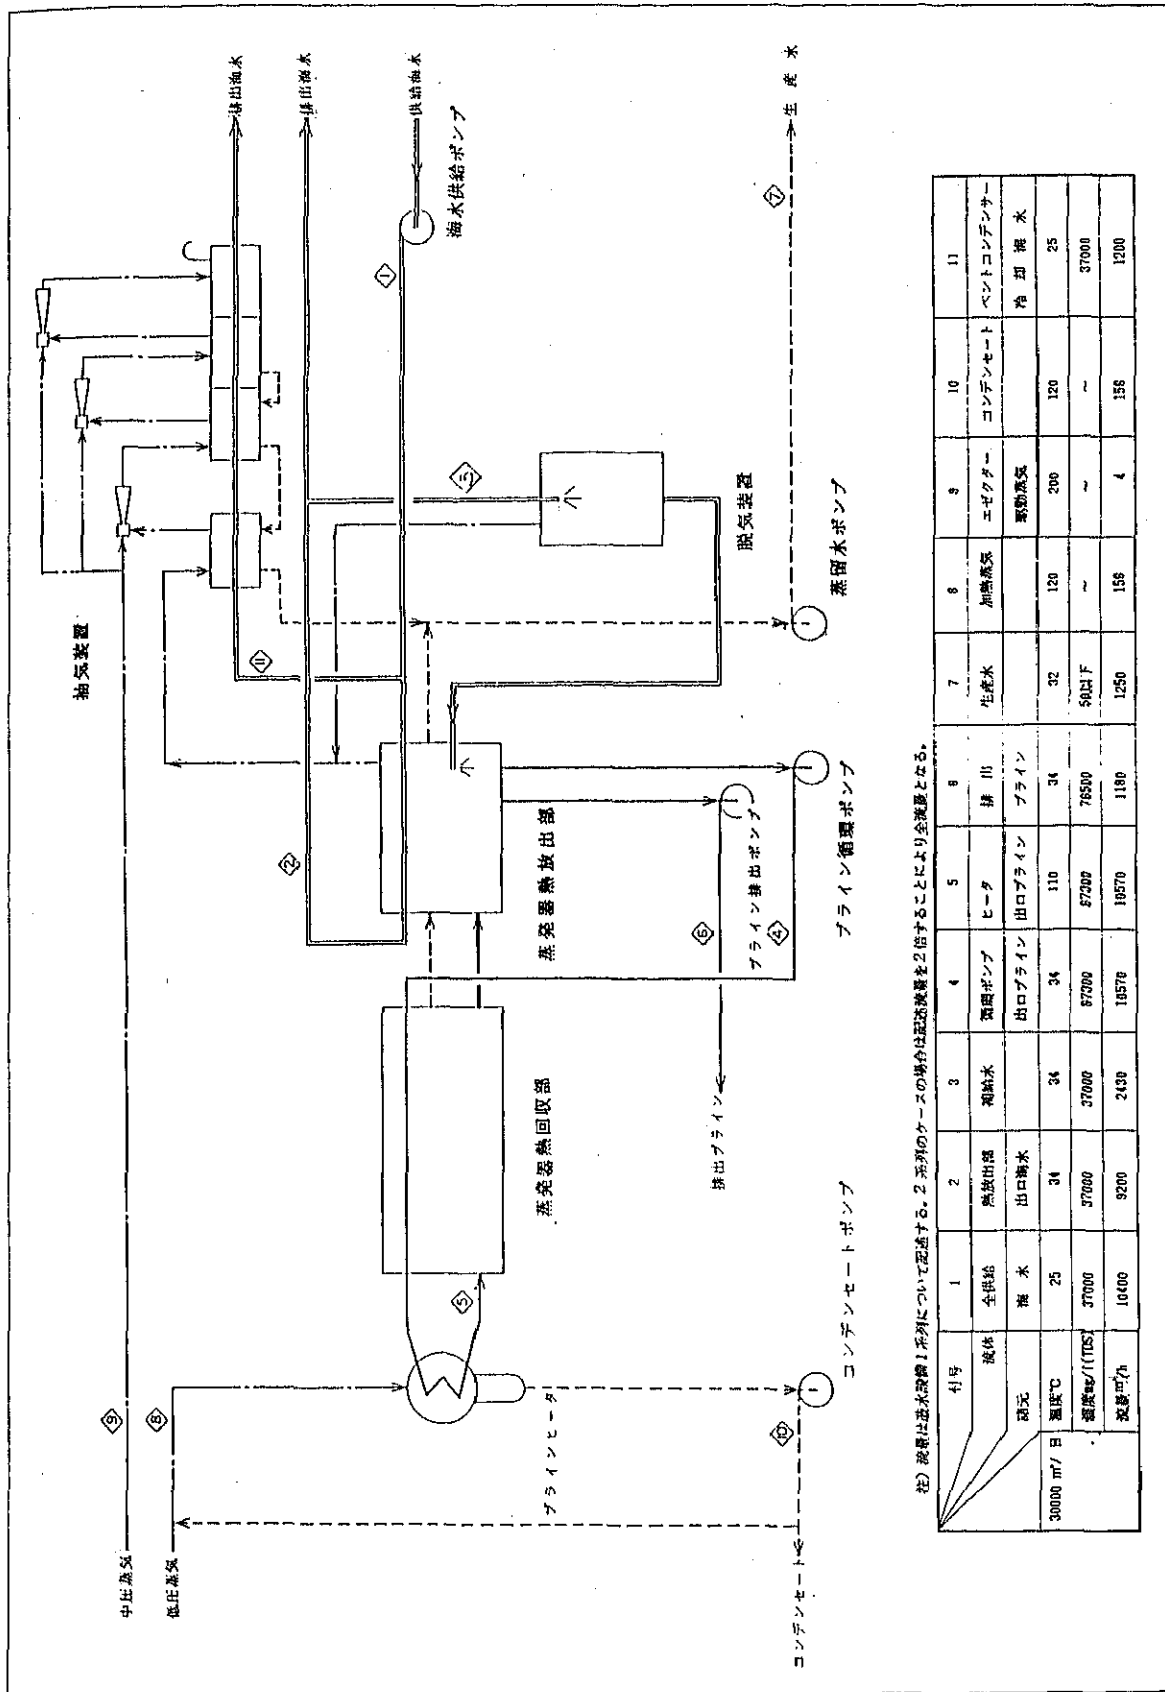 中圧蒸気
⑨
低圧蒸気
⑧
抽気装置
排出海水
排出海水
供給海水
海水供給ポンプ
①
⑪
②
③
脱気装置
蒸留水ポンプ
⑦
生産水
蒸発器熱放出部
蒸発器熱回収部
⑤
ブラインヒータ
ブライン排出ポンプ
⑥
④
ブライン循環ポンプ
排出ブライン
コンデンセートポンプ
⑩
コンデンセート
注) 流量は造水設備1系列について記述する。2系列のケースの場合は記述流量を2倍することにより全流量となる。
付号 1 2 3 4 5 6 7 8 9 10 11
流体 全供給 熱放出部 補給水 循環ポンプ ヒータ 排出 生産水 加熱蒸気 エゼクター コンデンセート ベントコンデンサー
諸元 海水 出口海水 出口ブライン 出口ブライン ブライン 駆動蒸気 冷却海水
30000 m³/日 温度℃ 25 34 34 34 110 34 32 120 200 120 25
濃度mg/l(TDS) 37000 37000 37000 67300 67300 76500 50以下 ~ ~ ~ 37000
流量m³/h 10400 9200 2430 10570 10570 1180 1250 156 4 156 1200